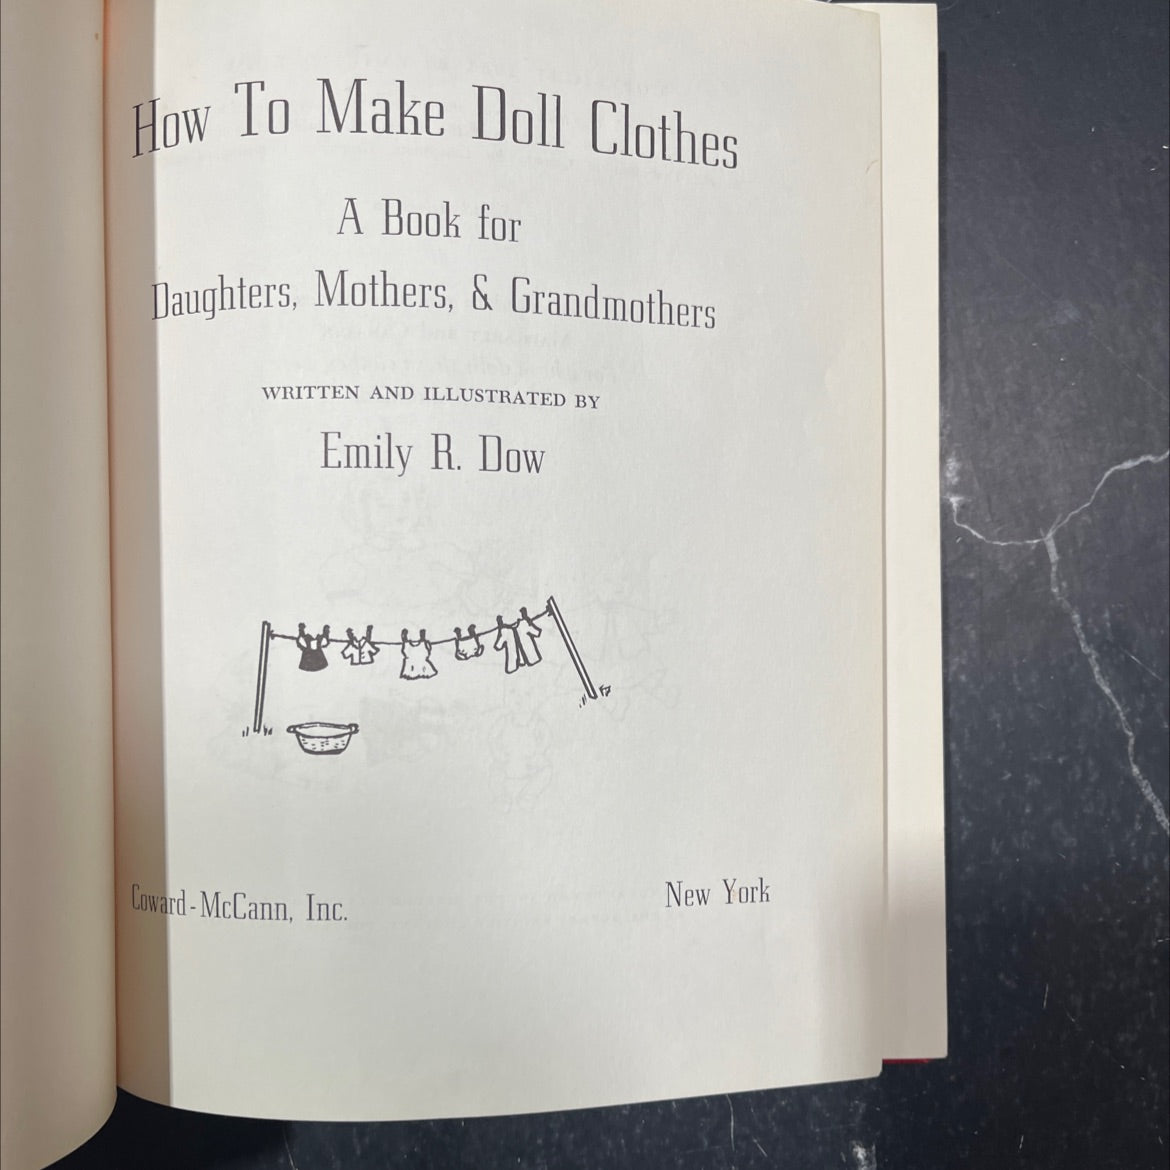 How To Make Doll Clothes
A Book for
Daughters, Mothers, & Grandmothers
WRITTEN AND ILLUSTRATED BY
Emily R. Dow
Coward-McCann, Inc. New York